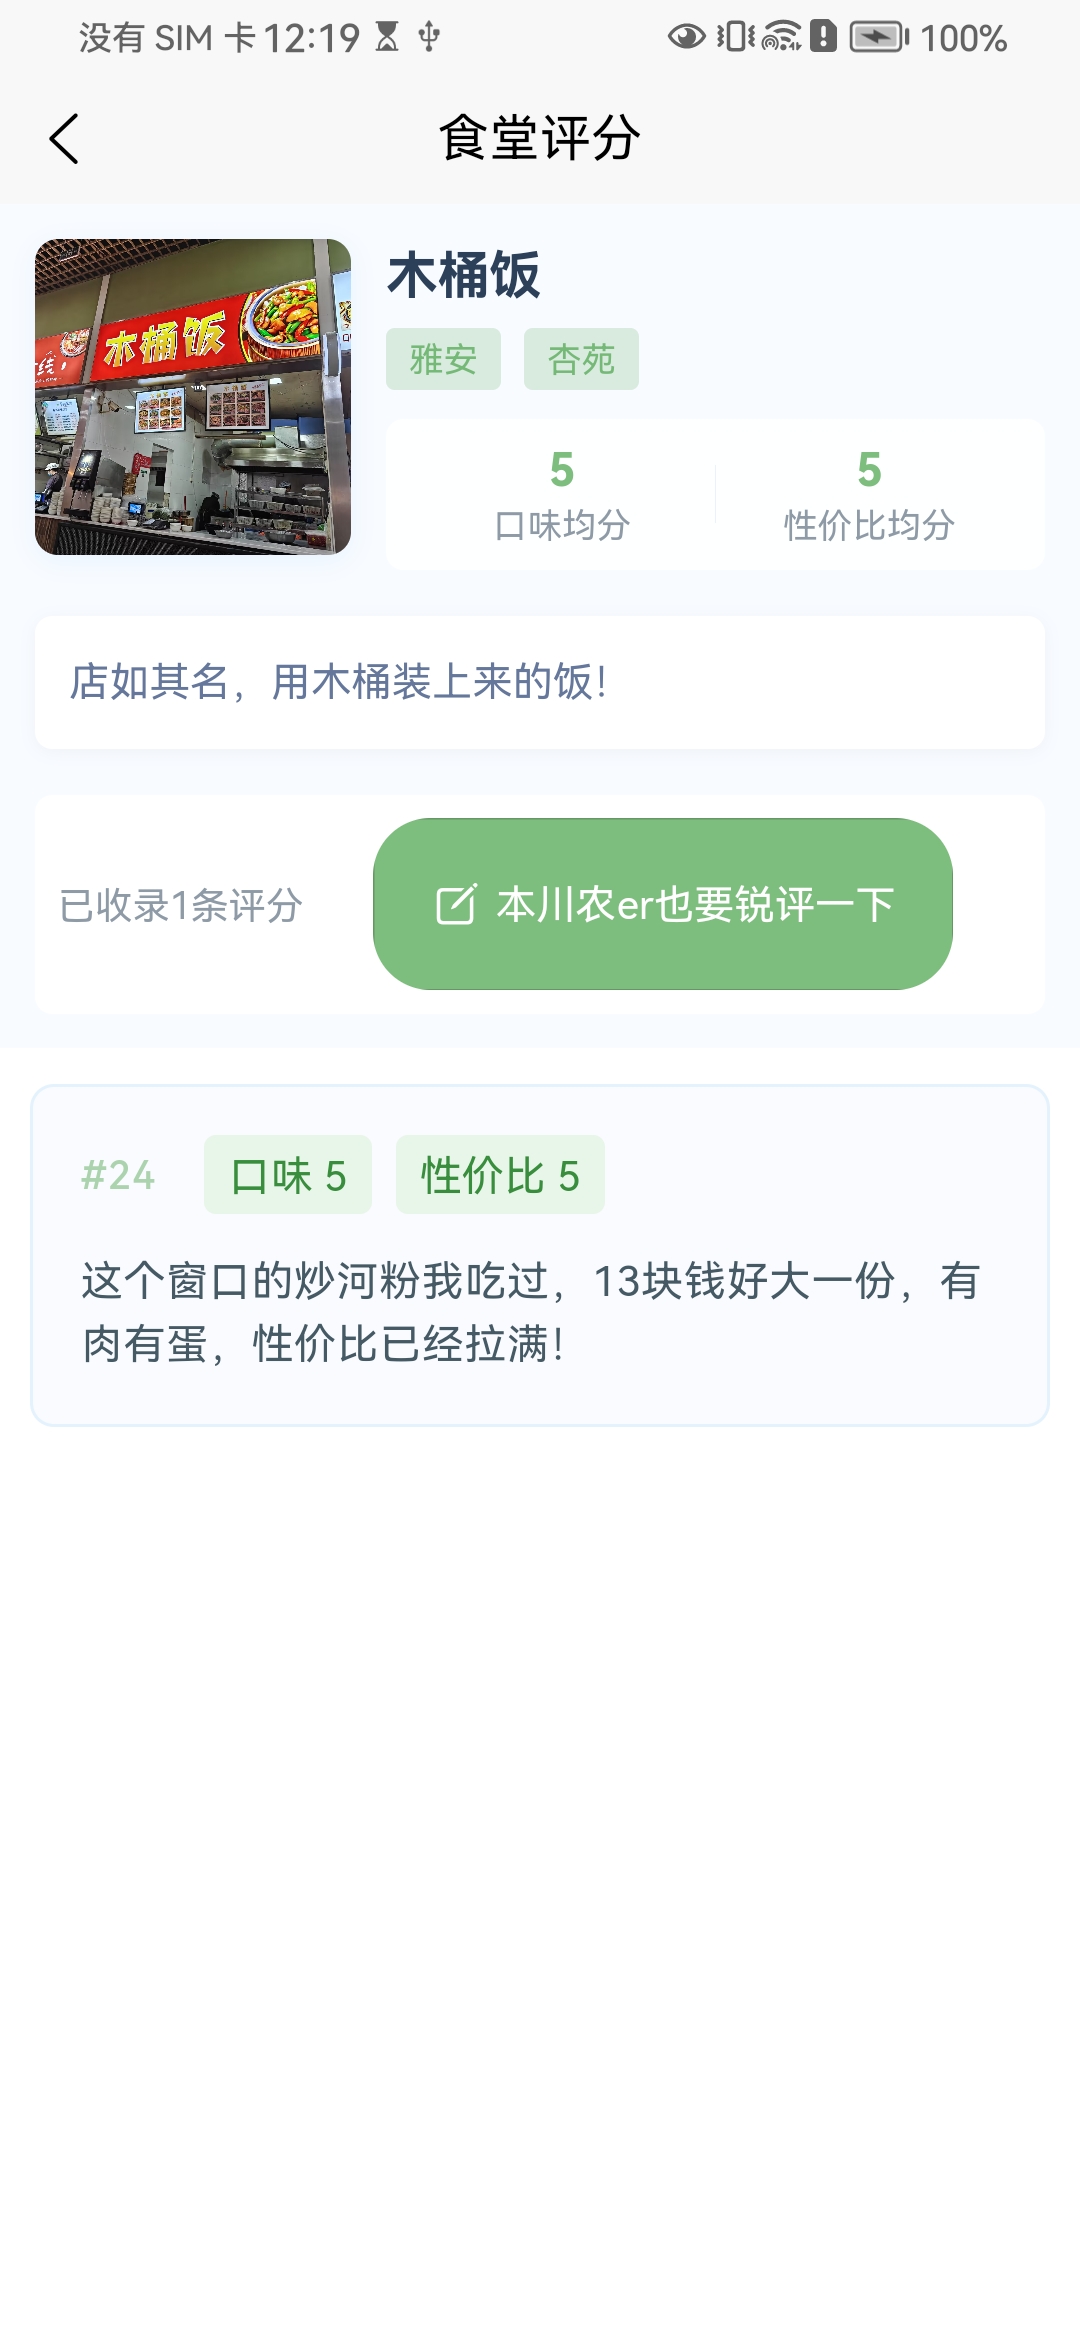 没有 SIM 卡 12:19 100%
食堂评分
木桶饭
木桶饭
雅安 杏苑
5 5
口味均分 性价比均分
店如其名，用木桶装上来的饭！
已收录1条评分 本川农er也要锐评一下
#24 口味 5 性价比 5
这个窗口的炒河粉我吃过，13块钱好大一份，有
肉有蛋，性价比已经拉满！